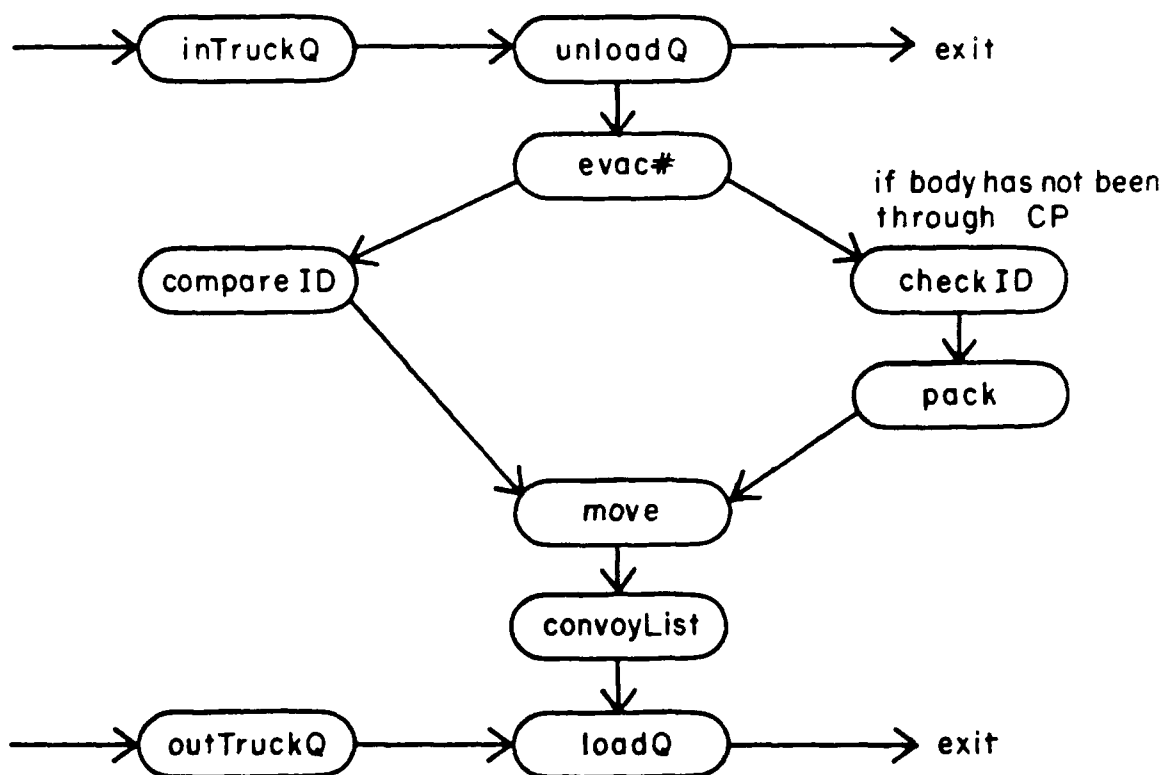 inTruckQ
unloadQ
exit
evac#
if body has not been
through CP
compare ID
check ID
pack
move
convoyList
outTruckQ
loadQ
exit